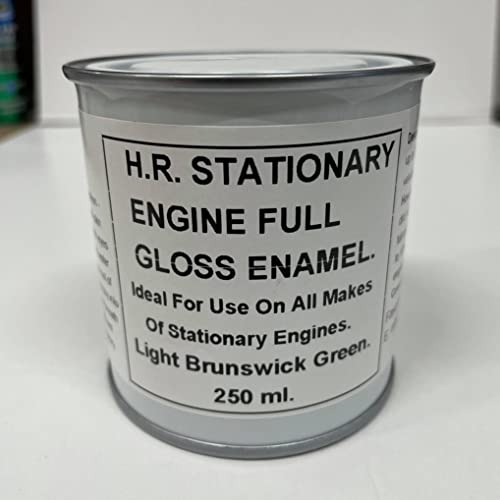 H.R. STATIONARY
ENGINE FULL
GLOSS ENAMEL.
Ideal For Use On All Makes
Of Stationary Engines.
Light Brunswick Green.
250 ml.